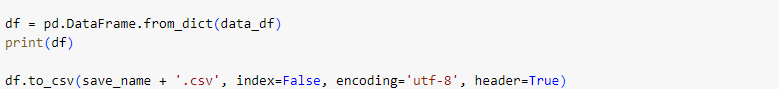 df = pd.DataFrame.from_dict(data_df)
print(df)
df.to_csv(save_name + '.csv', index=False, encoding='utf-8', header=True)